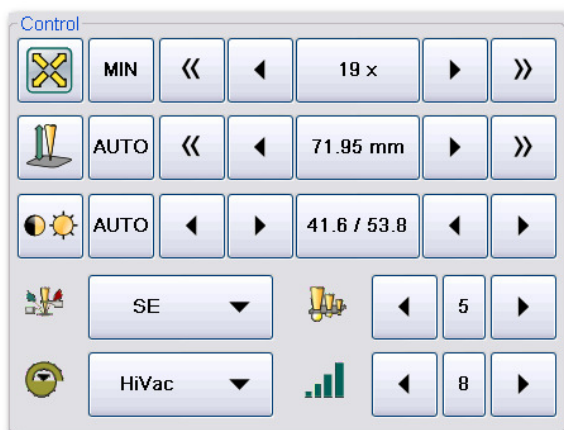 Control
MIN 19 x
AUTO 71.95 mm
AUTO 41.6 / 53.8
SE 5
HiVac 8